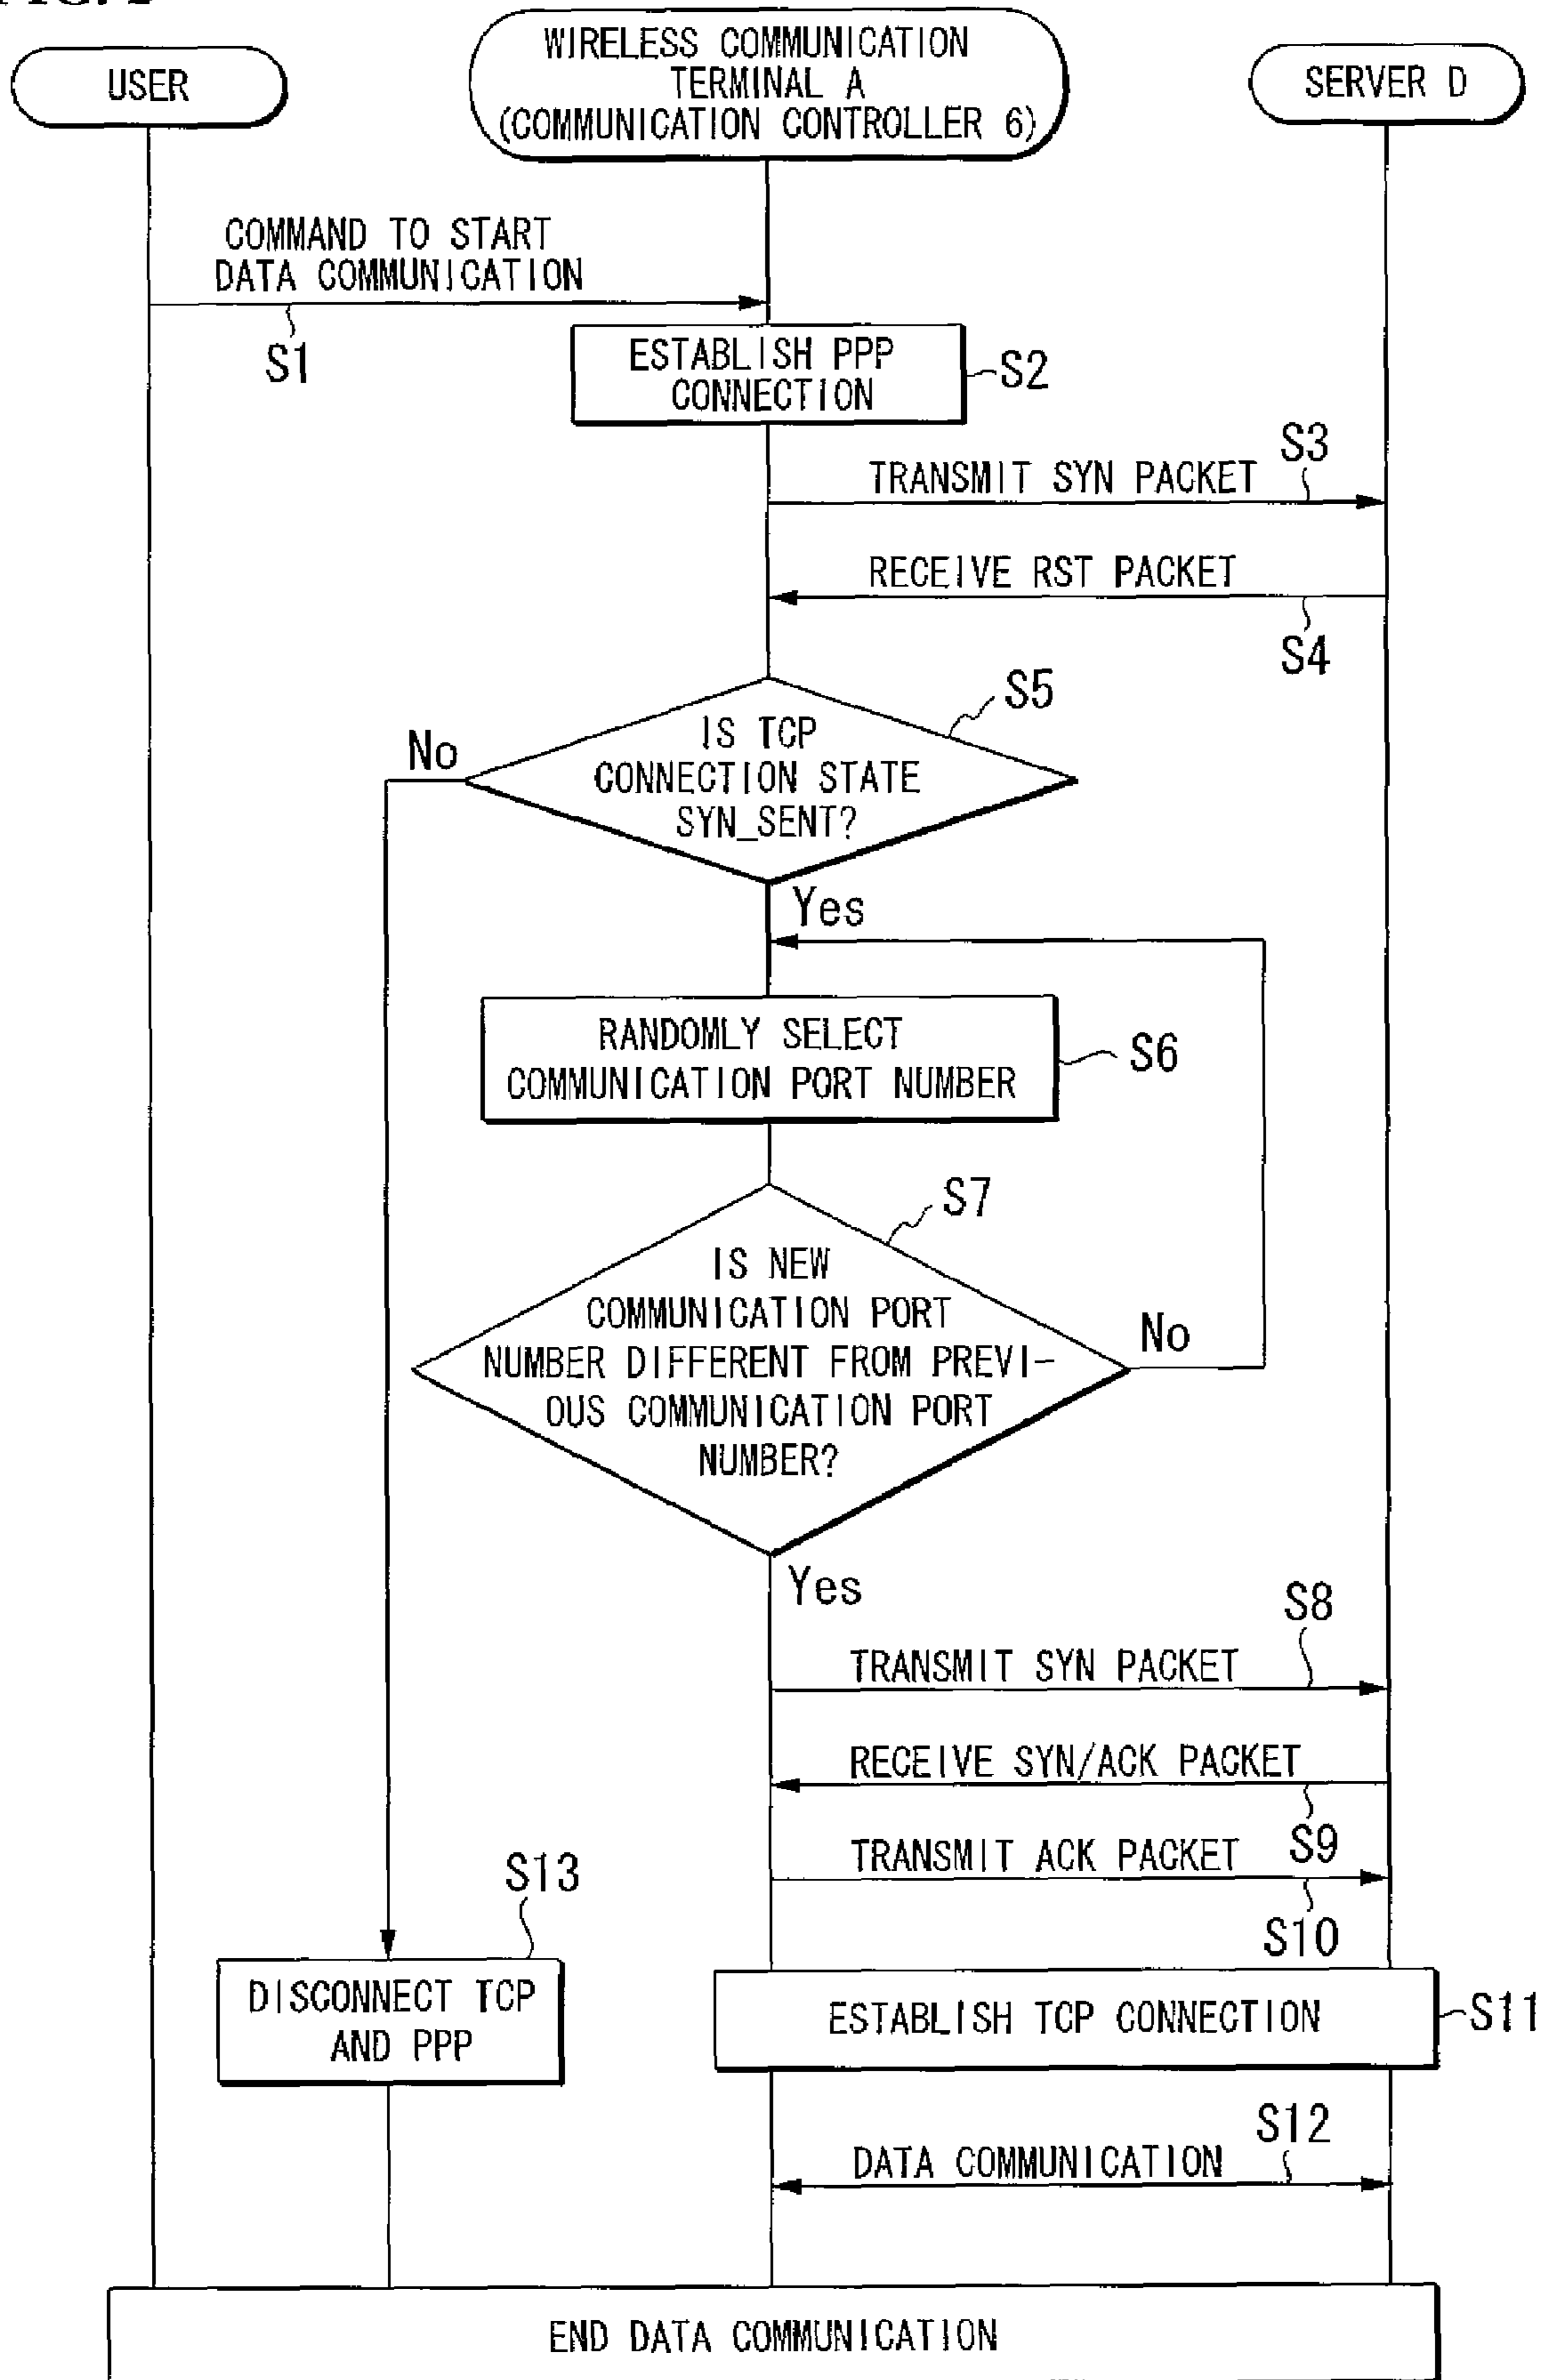 USER
WIRELESS COMMUNICATION
TERMINAL A
(COMMUNICATION CONTROLLER 6)
SERVER D
COMMAND TO START
DATA COMMUNICATION
S1
ESTABLISH PPP
CONNECTION
S2
S3
TRANSMIT SYN PACKET
RECEIVE RST PACKET
S4
S5
No
IS TCP
CONNECTION STATE
SYN_SENT?
Yes
RANDOMLY SELECT
COMMUNICATION PORT NUMBER
S6
S7
IS NEW
COMMUNICATION PORT
NUMBER DIFFERENT FROM PREVI-
OUS COMMUNICATION PORT
NUMBER?
No
Yes
S8
TRANSMIT SYN PACKET
RECEIVE SYN/ACK PACKET
S9
TRANSMIT ACK PACKET
S10
S13
DISCONNECT TCP
AND PPP
ESTABLISH TCP CONNECTION
S11
S12
DATA COMMUNICATION
END DATA COMMUNICATION